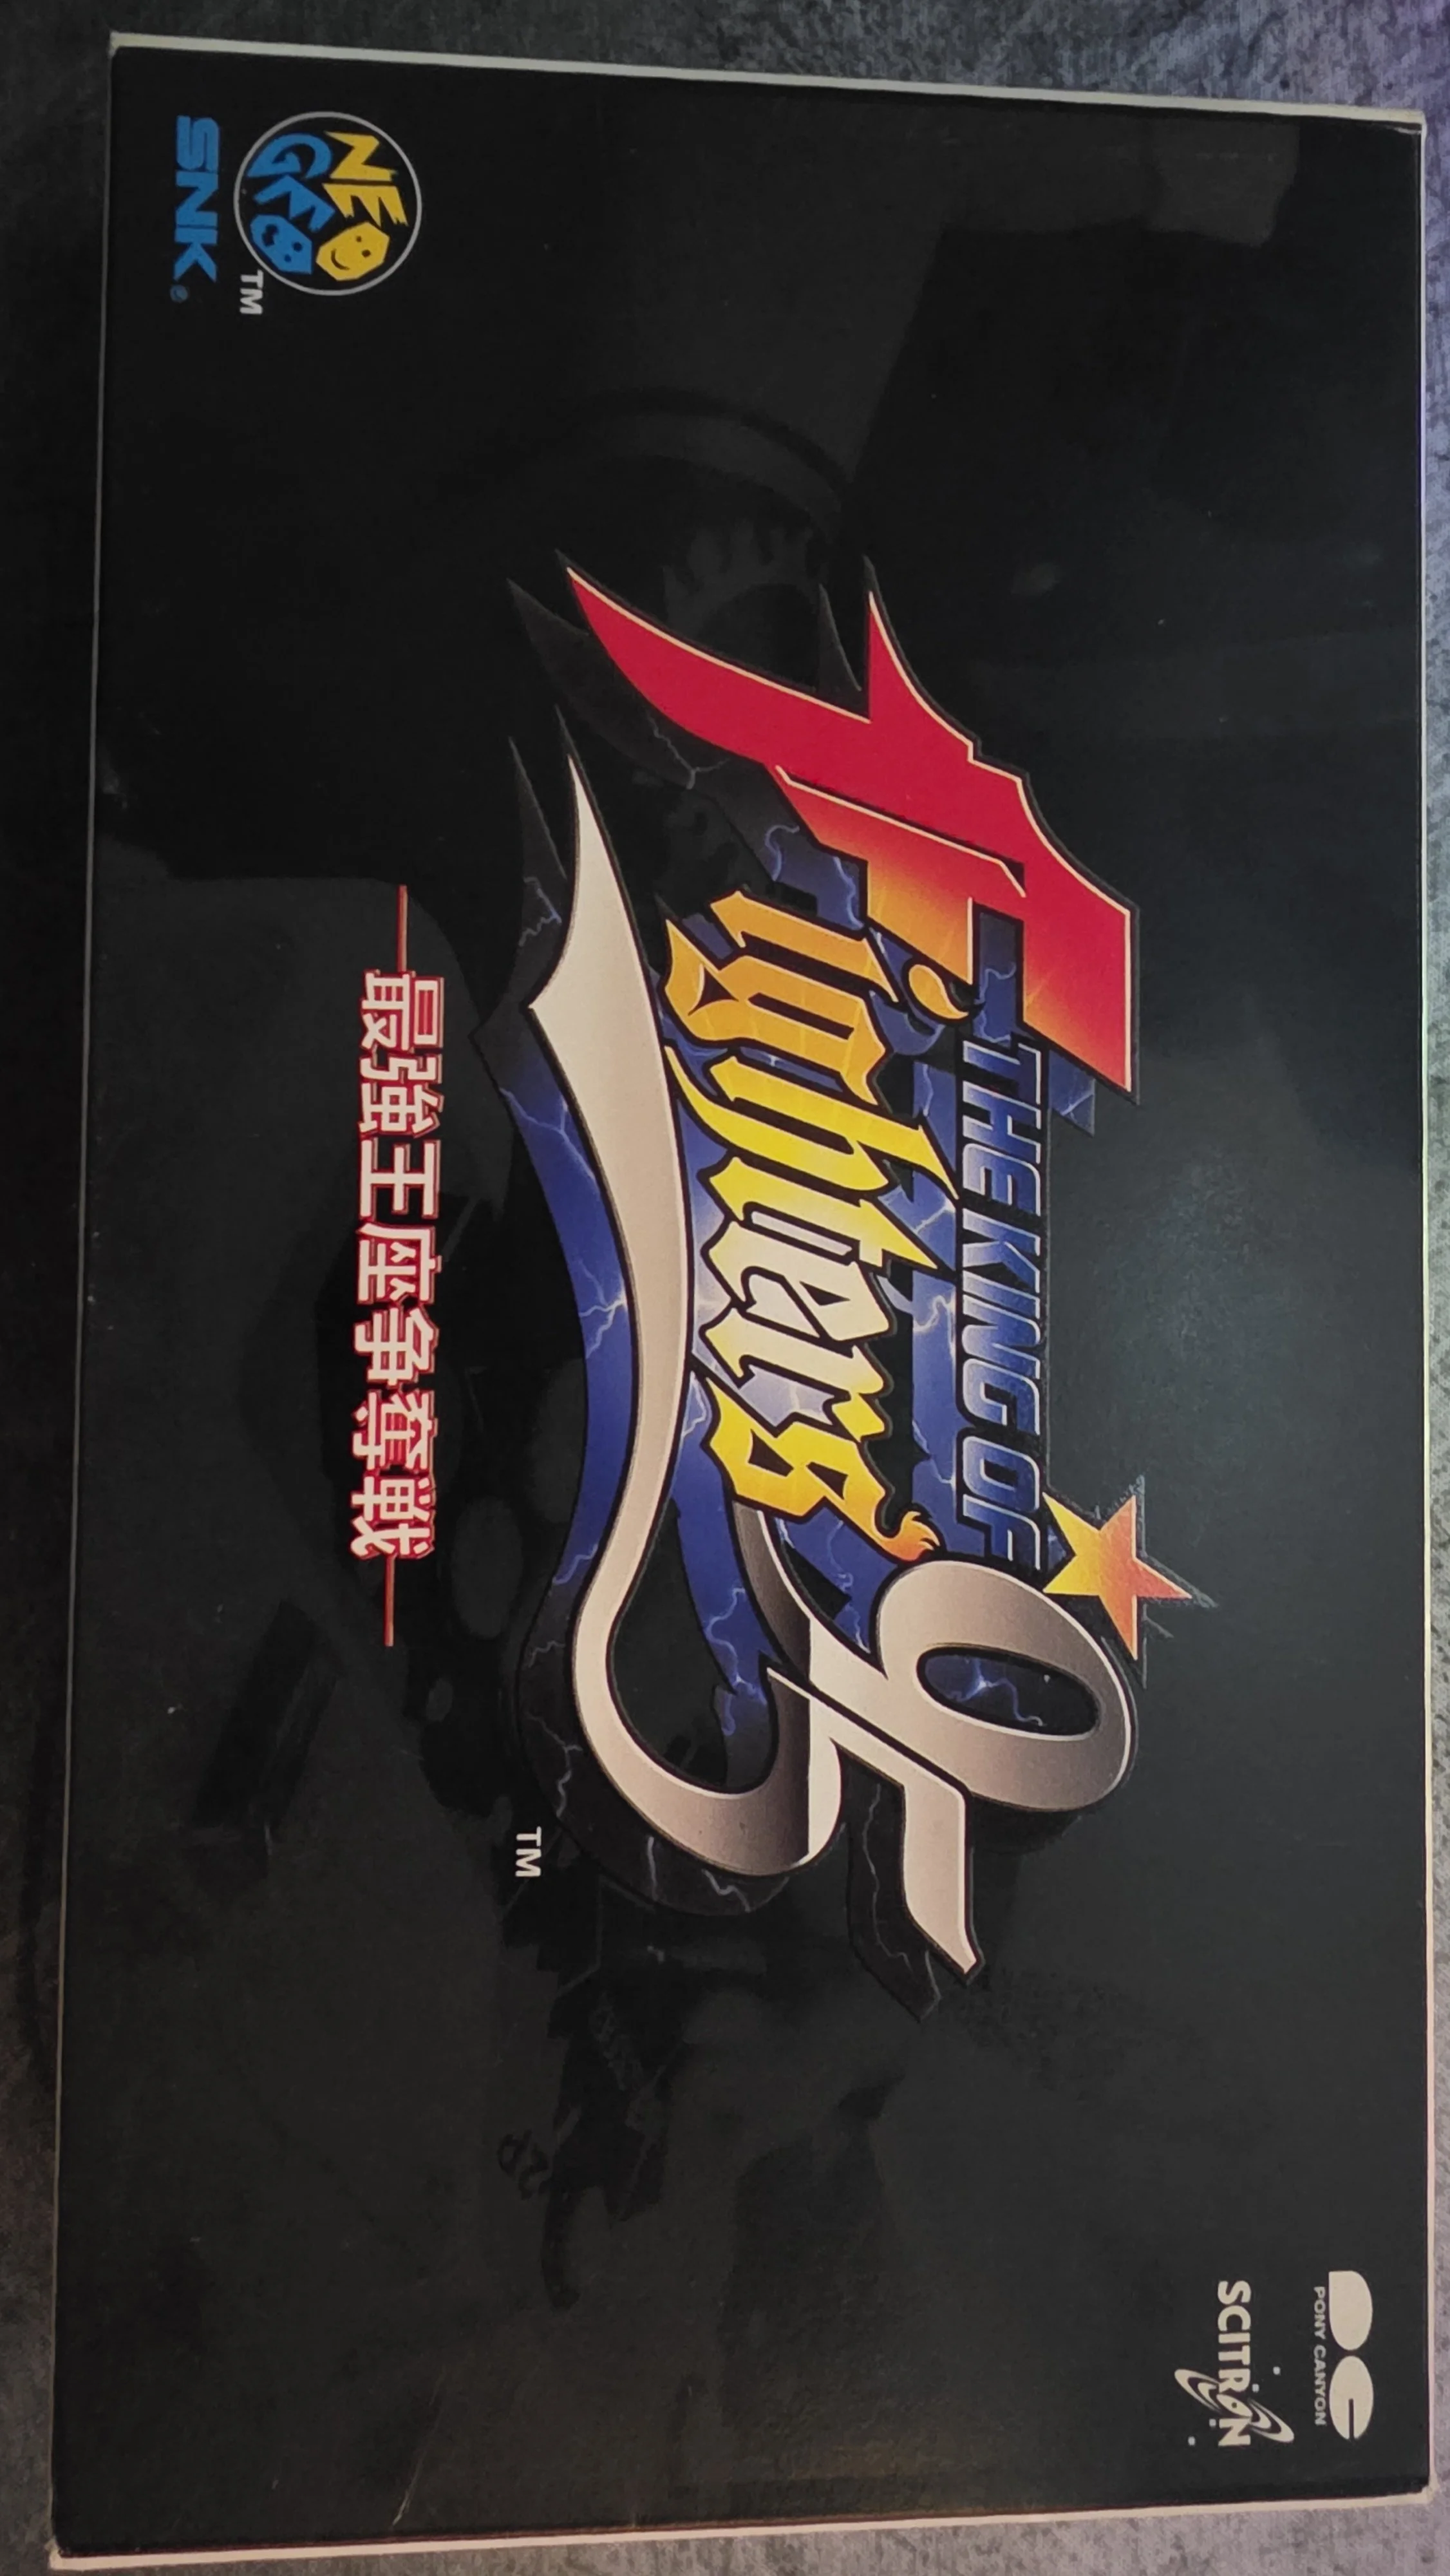 PONY CANYON
SCITRON
THE KING OF
Fighters '95
TM
最強王座争奪戦
NEO
GEO
TM
SNK®